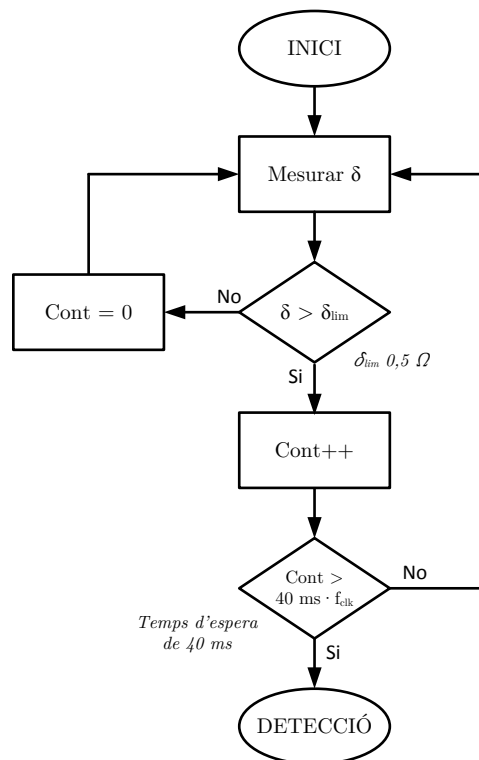 INICI
Mesurar δ
Cont = 0
No
δ > δlim
δlim 0,5 Ω
Si
Cont++
Cont >
40 ms · fclk
No
Temps d'espera
de 40 ms
Si
DETECCIÓ